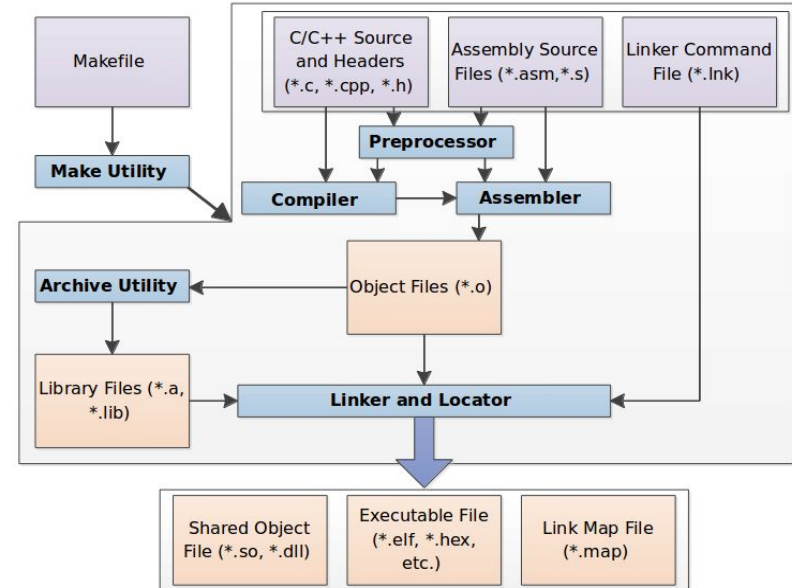 Makefile
C/C++ Source
and Headers
(*.c, *.cpp, *.h)
Assembly Source
Files (*.asm,*.s)
Linker Command
File (*.lnk)
Preprocessor
Make Utility
Compiler
Assembler
Archive Utility
Object Files (*.o)
Library Files (*.a,
*.lib)
Linker and Locator
Shared Object
File (*.so, *.dll)
Executable File
(*.elf, *.hex,
etc.)
Link Map File
(*.map)